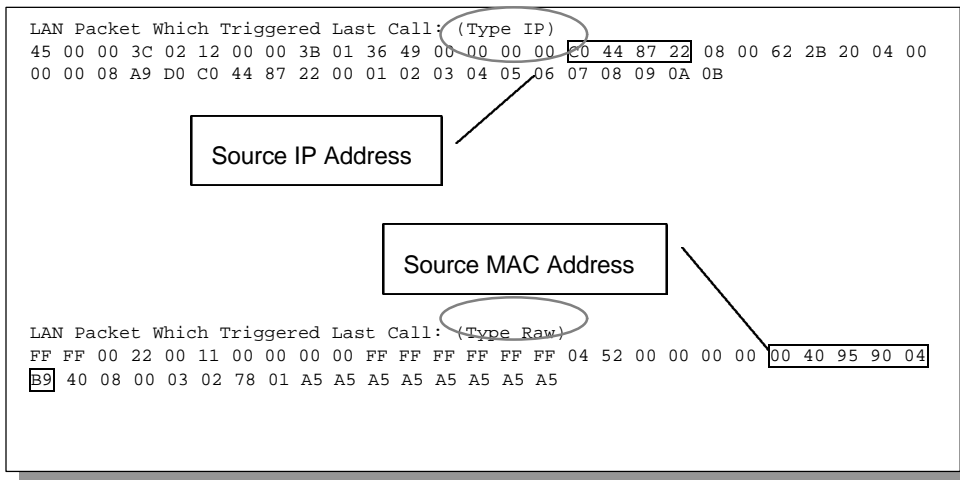 LAN Packet Which Triggered Last Call: (Type IP)
45 00 00 3C 02 12 00 00 3B 01 36 49 00 00 00 00 C0 44 87 22 08 00 62 2B 20 04 00
00 00 08 A9 D0 C0 44 87 22 00 01 02 03 04 05 06 07 08 09 0A 0B
Source IP Address
Source MAC Address
LAN Packet Which Triggered Last Call: (Type Raw)
FF FF 00 22 00 11 00 00 00 00 FF FF FF FF FF FF 04 52 00 00 00 00 00 40 95 90 04
B9 40 08 00 03 02 78 01 A5 A5 A5 A5 A5 A5 A5 A5